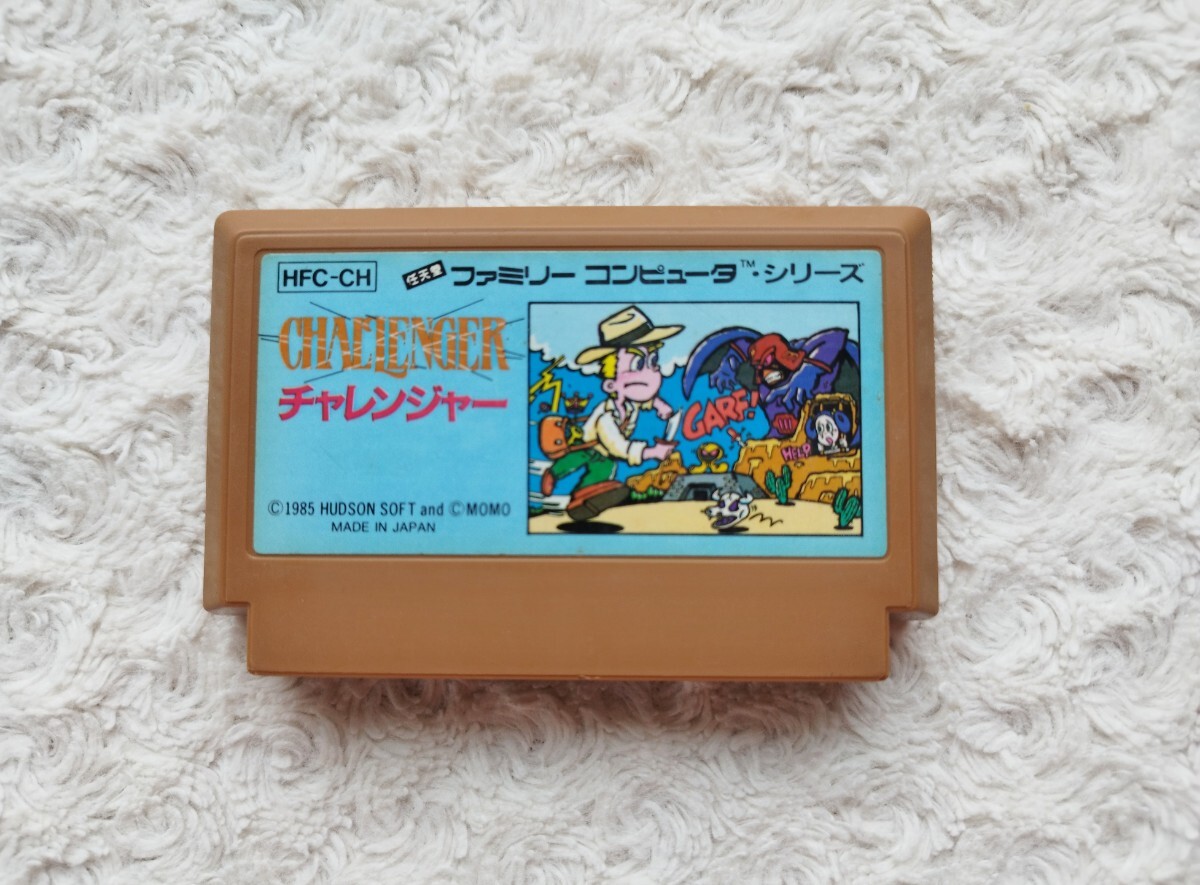 HFC-CH
任天堂 ファミリー コンピュータ™・シリーズ
CHALLENGER
チャレンジャー
GARF!
HELP
©1985 HUDSON SOFT and ©MOMO
MADE IN JAPAN